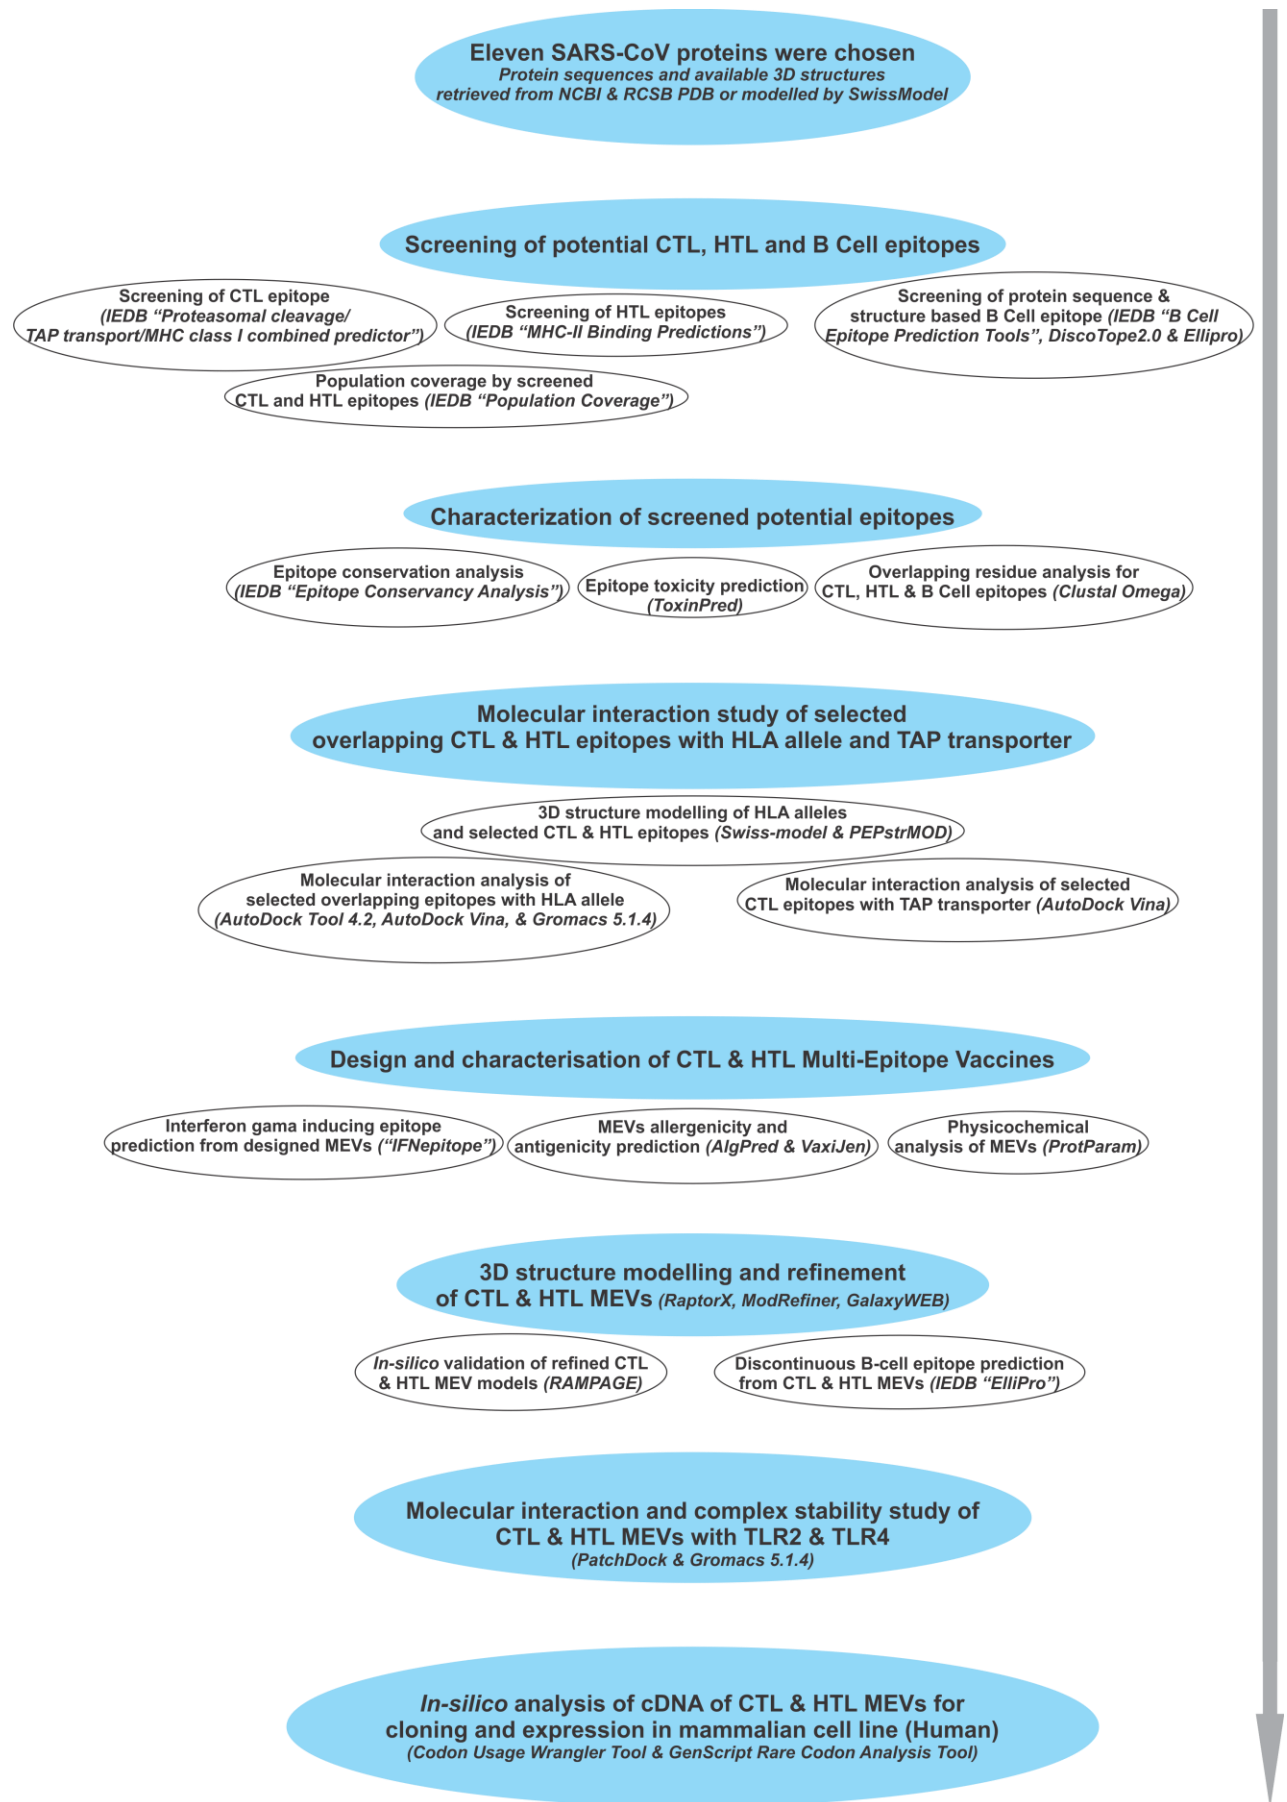 Eleven SARS-CoV proteins were chosen
Protein sequences and available 3D structures
retrieved from NCBI & RCSB PDB or modelled by SwissModel
Screening of potential CTL, HTL and B Cell epitopes
Screening of CTL epitope
(IEDB “Proteasomal cleavage/
TAP transport/MHC class I combined predictor”)
Screening of HTL epitopes
(IEDB “MHC-II Binding Predictions”)
Screening of protein sequence &
structure based B Cell epitope (IEDB “B Cell
Epitope Prediction Tools”, DiscoTope2.0 & Ellipro)
Population coverage by screened
CTL and HTL epitopes (IEDB “Population Coverage”)
Characterization of screened potential epitopes
Epitope conservation analysis
(IEDB “Epitope Conservancy Analysis”)
Epitope toxicity prediction
(ToxinPred)
Overlapping residue analysis for
CTL, HTL & B Cell epitopes (Clustal Omega)
Molecular interaction study of selected
overlapping CTL & HTL epitopes with HLA allele and TAP transporter
3D structure modelling of HLA alleles
and selected CTL & HTL epitopes (Swiss-model & PEPstrMOD)
Molecular interaction analysis of
selected overlapping epitopes with HLA allele
(AutoDock Tool 4.2, AutoDock Vina, & Gromacs 5.1.4)
Molecular interaction analysis of selected
CTL epitopes with TAP transporter (AutoDock Vina)
Design and characterisation of CTL & HTL Multi-Epitope Vaccines
Interferon gama inducing epitope
prediction from designed MEVs (“IFNepitope”)
MEVs allergenicity and
antigenicity prediction (AlgPred & VaxiJen)
Physicochemical
analysis of MEVs (ProtParam)
3D structure modelling and refinement
of CTL & HTL MEVs (RaptorX, ModRefiner, GalaxyWEB)
In-silico validation of refined CTL
& HTL MEV models (RAMPAGE)
Discontinuous B-cell epitope prediction
from CTL & HTL MEVs (IEDB “ElliPro”)
Molecular interaction and complex stability study of
CTL & HTL MEVs with TLR2 & TLR4
(PatchDock & Gromacs 5.1.4)
In-silico analysis of cDNA of CTL & HTL MEVs for
cloning and expression in mammalian cell line (Human)
(Codon Usage Wrangler Tool & GenScript Rare Codon Analysis Tool)